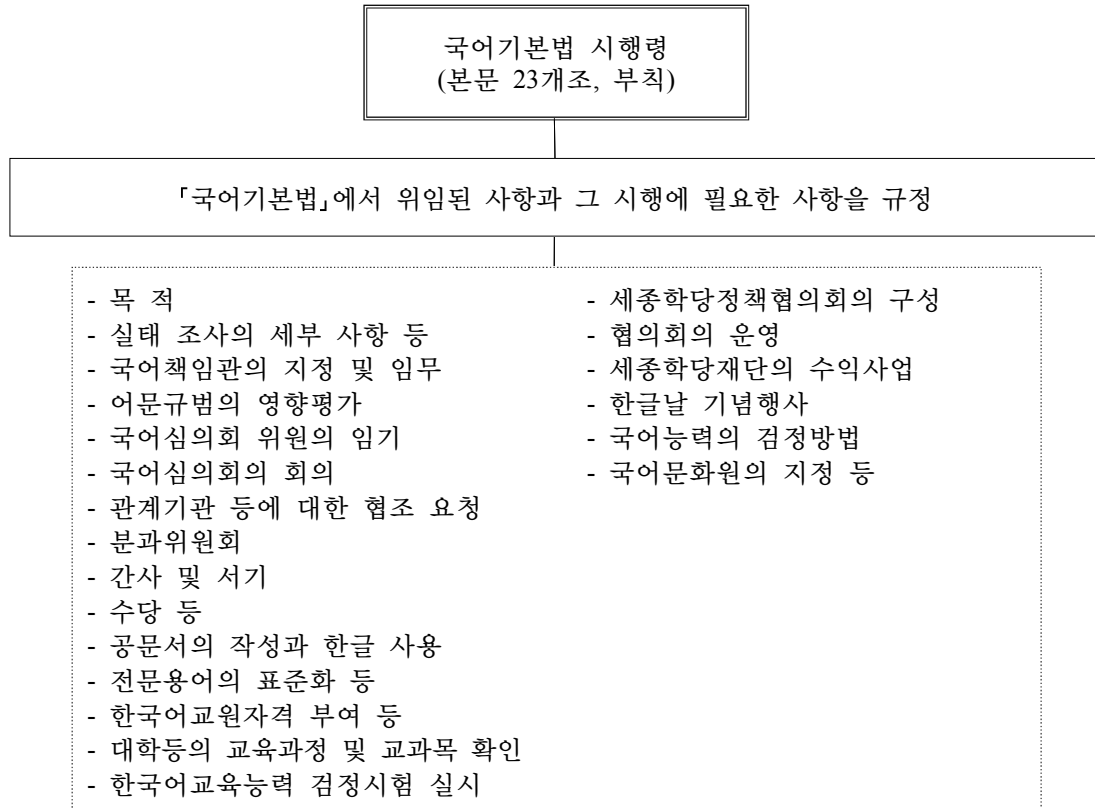 국어기본법 시행령
(본문 23개조, 부칙)
「국어기본법」에서 위임된 사항과 그 시행에 필요한 사항을 규정
- 목 적
- 실태 조사의 세부 사항 등
- 국어책임관의 지정 및 임무
- 어문규범의 영향평가
- 국어심의회 위원의 임기
- 국어심의회의 회의
- 관계기관 등에 대한 협조 요청
- 분과위원회
- 간사 및 서기
- 수당 등
- 공문서의 작성과 한글 사용
- 전문용어의 표준화 등
- 한국어교원자격 부여 등
- 대학등의 교육과정 및 교과목 확인
- 한국어교육능력 검정시험 실시
- 세종학당정책협의회의 구성
- 협의회의 운영
- 세종학당재단의 수익사업
- 한글날 기념행사
- 국어능력의 검정방법
- 국어문화원의 지정 등